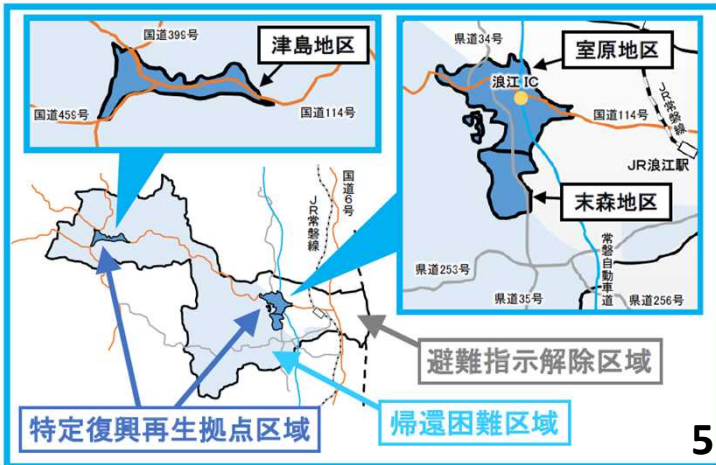 国道399号
津島地区
国道459号
国道114号
県道34号
室原地区
浪江 IC
国道114号
JR常磐線
JR浪江駅
末森地区
県道253号
県道35号
常磐自動車道
県道256号
国道6号
JR常磐線
避難指示解除区域
特定復興再生拠点区域
帰還困難区域
5